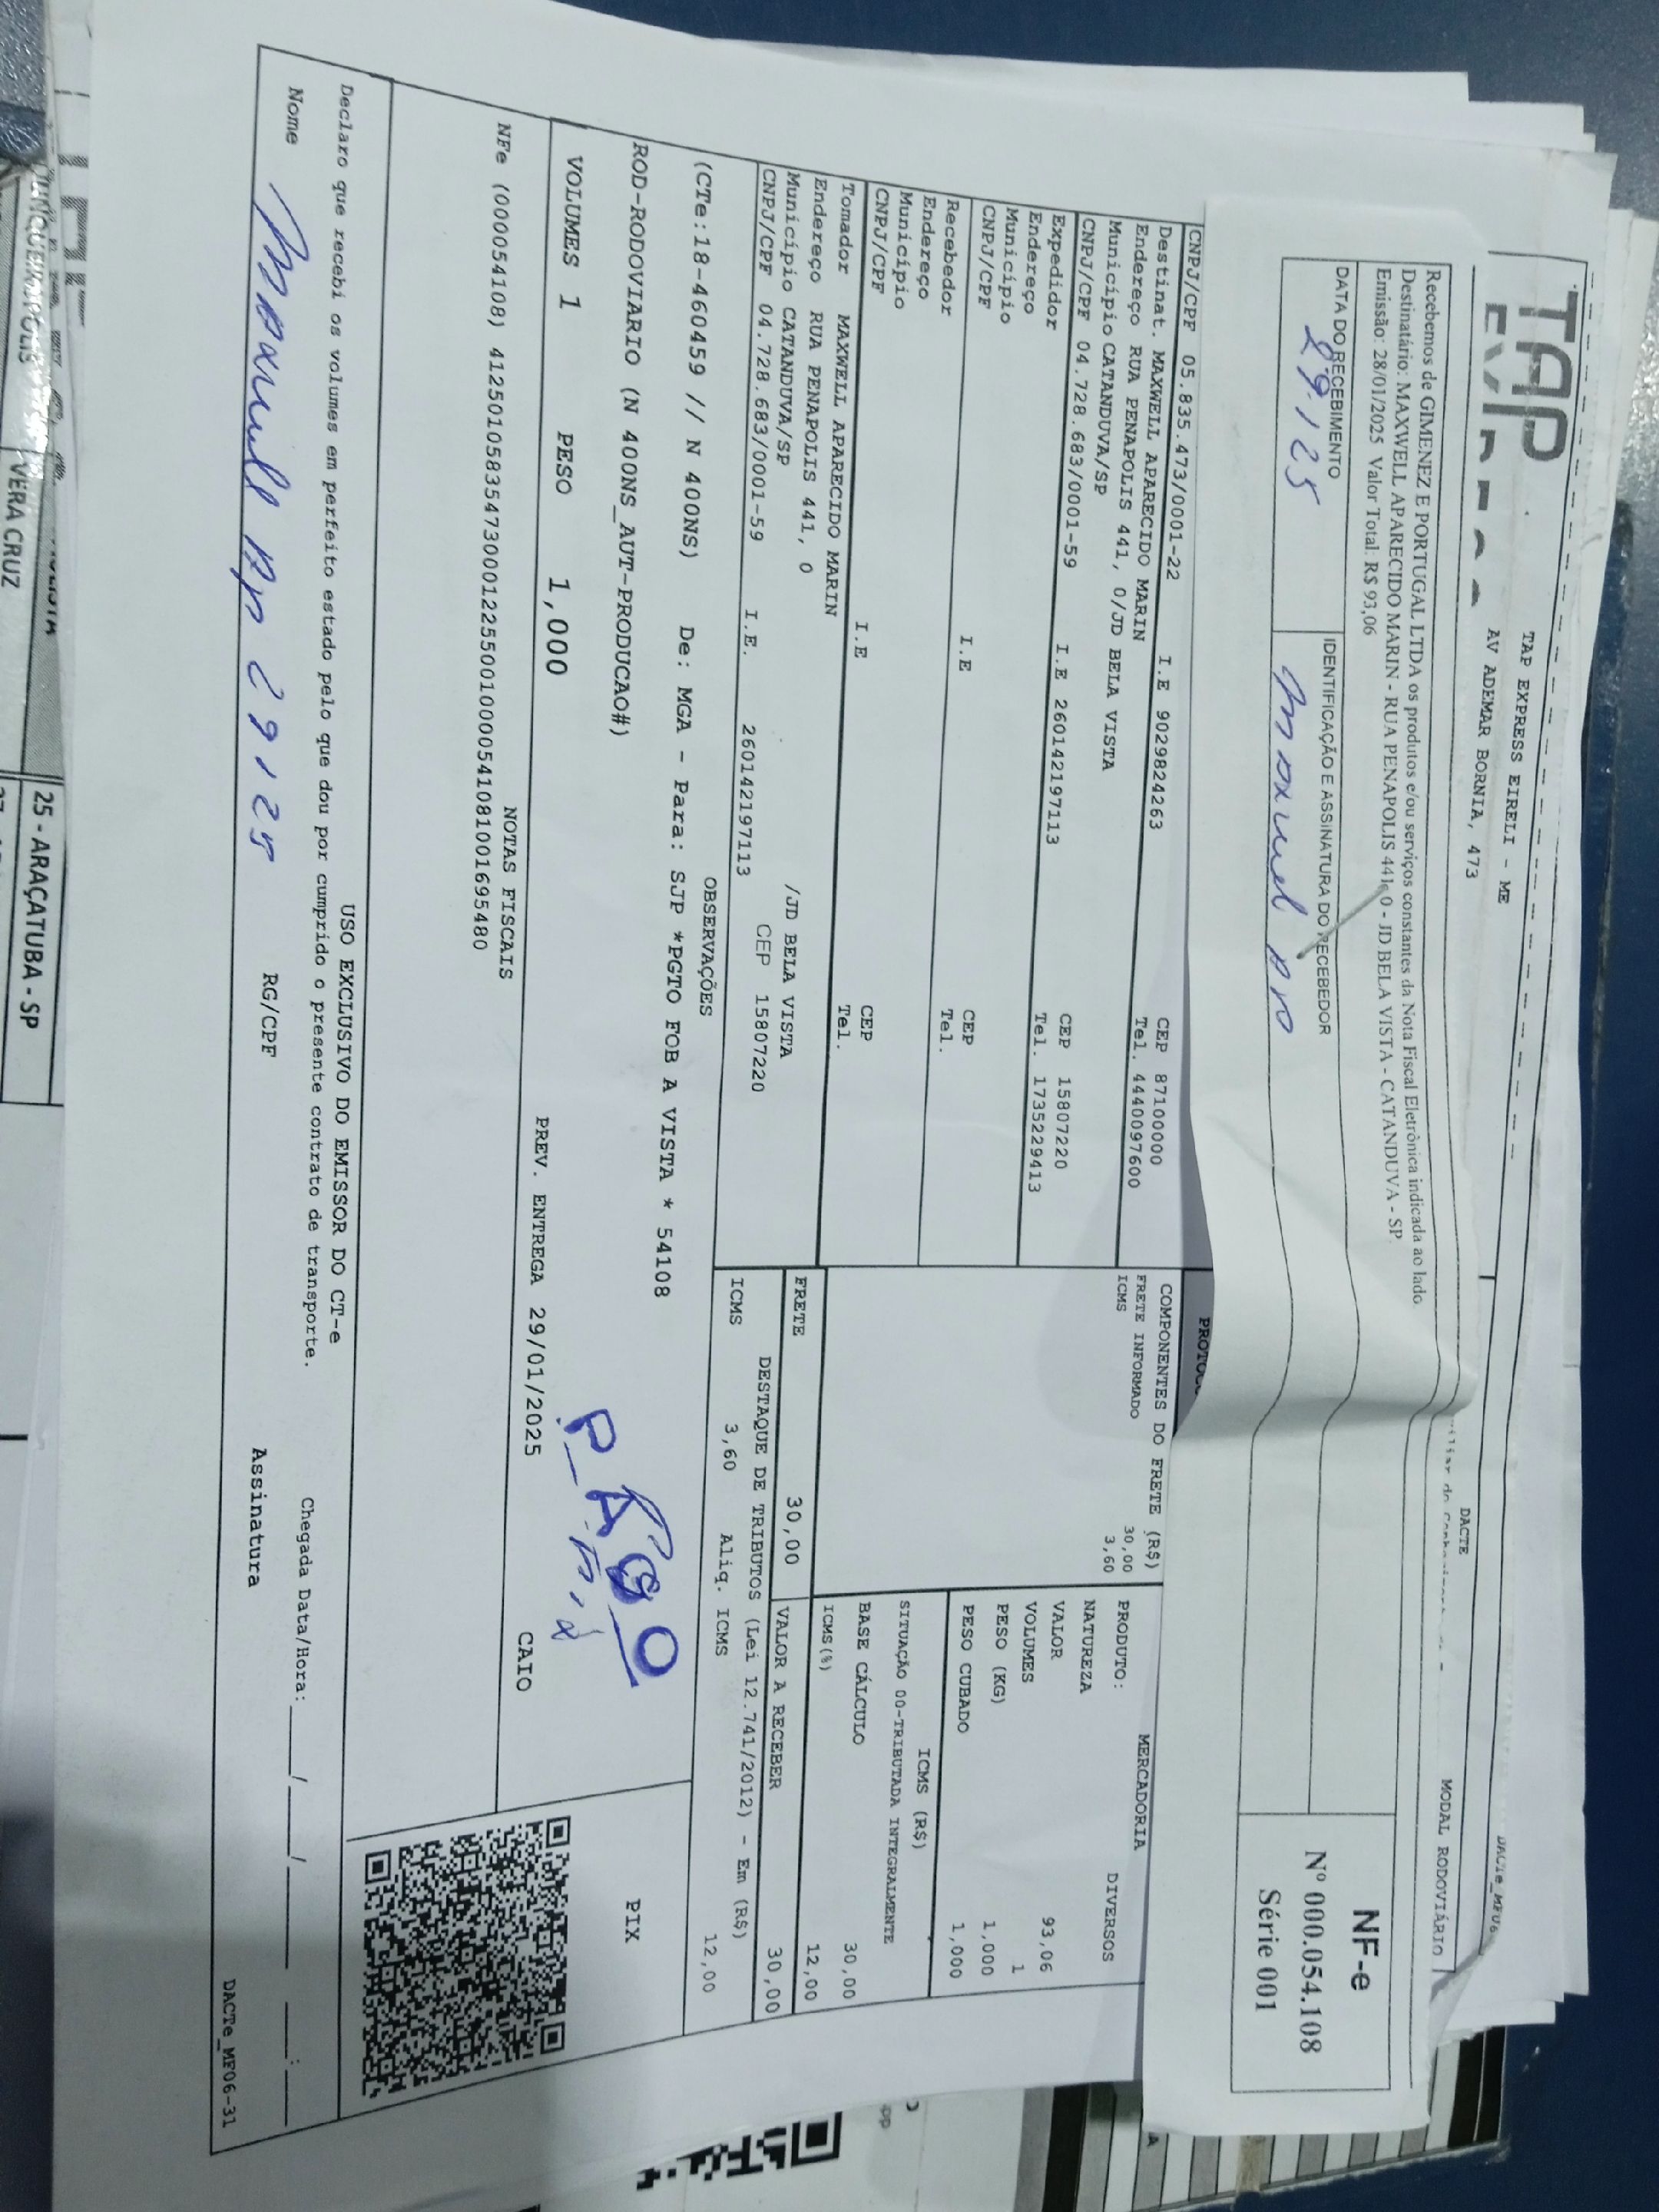 TAP
TAP EXPRESS EIRELI - ME
AV ADEMAR BORNIA, 473
DACTE
MODAL RODOVIÁRIO
Recebemos de GIMENEZ E PORTUGAL LTDA os produtos e/ou serviços constantes da Nota Fiscal Eletrônica indicada ao lado
Destinatário: MAXWELL APARECIDO MARIN - RUA PENAPOLIS 441, 0 - JD BELA VISTA - CATANDUVA - SP
Emissão: 28/01/2025 Valor Total: R$ 93,06
DATA DO RECEBIMENTO
29,1,25
IDENTIFICAÇÃO E ASSINATURA DO RECEBEDOR
NF-e
Nº 000.054.108
Série 001
CNPJ/CPF 05.835.473/0001-22 I.E 9029824263 CEP 87100000
Tel. 4440097600
Destinat. MAXWELL APARECIDO MARIN
Endereço RUA PENAPOLIS 441, 0/JD BELA VISTA
Município CATANDUVA/SP CEP 15807220
CNPJ/CPF 04.728.683/0001-59 I.E 260142197113 Tel. 1735229413
Expedidor
Endereço
Município CEP
CNPJ/CPF I.E Tel.
Recebedor
Endereço
Município CEP
CNPJ/CPF I.E Tel.
Tomador MAXWELL APARECIDO MARIN
Endereço RUA PENAPOLIS 441, 0 /JD BELA VISTA
Município CATANDUVA/SP CEP 15807220
CNPJ/CPF 04.728.683/0001-59 I.E. 260142197113
COMPONENTES DO FRETE (R$)
FRETE INFORMADO 30,00
ICMS 3,60
MERCADORIA
PRODUTO: DIVERSOS
NATUREZA
VALOR 93,06
VOLUMES 1
PESO (KG) 1,000
PESO CUBADO 1,000
ICMS (R$)
SITUAÇÃO 00-TRIBUTADA INTEGRALMENTE
BASE CÁLCULO 30,00
ICMS(%) 12,00
FRETE 30,00
VALOR A RECEBER 30,00
DESTAQUE DE TRIBUTOS (Lei 12.741/2012) - Em (R$)
ICMS 3,60 Aliq. ICMS 12,00
OBSERVAÇÕES
(CTe:18-460459 // N 400NS) De: MGA - Para: SJP *PGTO FOB A VISTA * 54108
ROD-RODOVIARIO (N 400NS_AUT-PRODUCAO#)
PAGO
PIX
VOLUMES 1 PESO 1,000 PREV. ENTREGA 29/01/2025 CAIO
NOTAS FISCAIS
NFe (000054108) 41250105835473000122550010000541081001695480
USO EXCLUSIVO DO EMISSOR DO CT-e
Declaro que recebi os volumes em perfeito estado pelo que dou por cumprido o presente contrato de transporte.
Chegada Data/Hora:____/____/______ ____:____
Nome 29,1,25 RG/CPF Assinatura
DACTe_MF06-31
VERA CRUZ
25 - ARAÇATUBA - SP